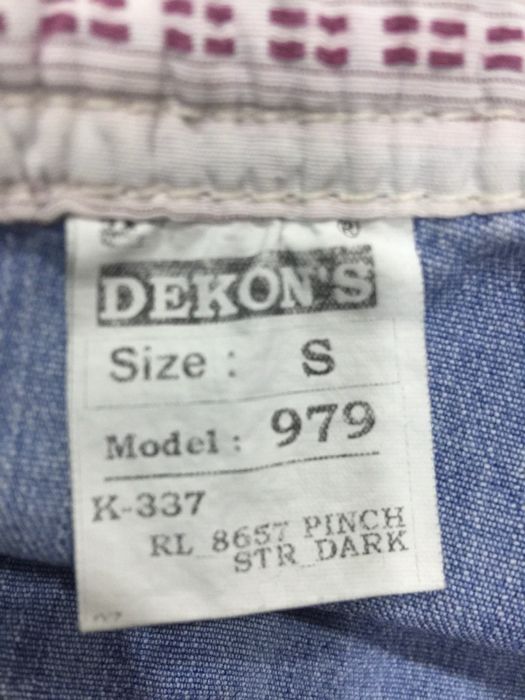 DEKON'S
Size : S
Model : 979
K-337
RL 8657 PINCH
STR DARK